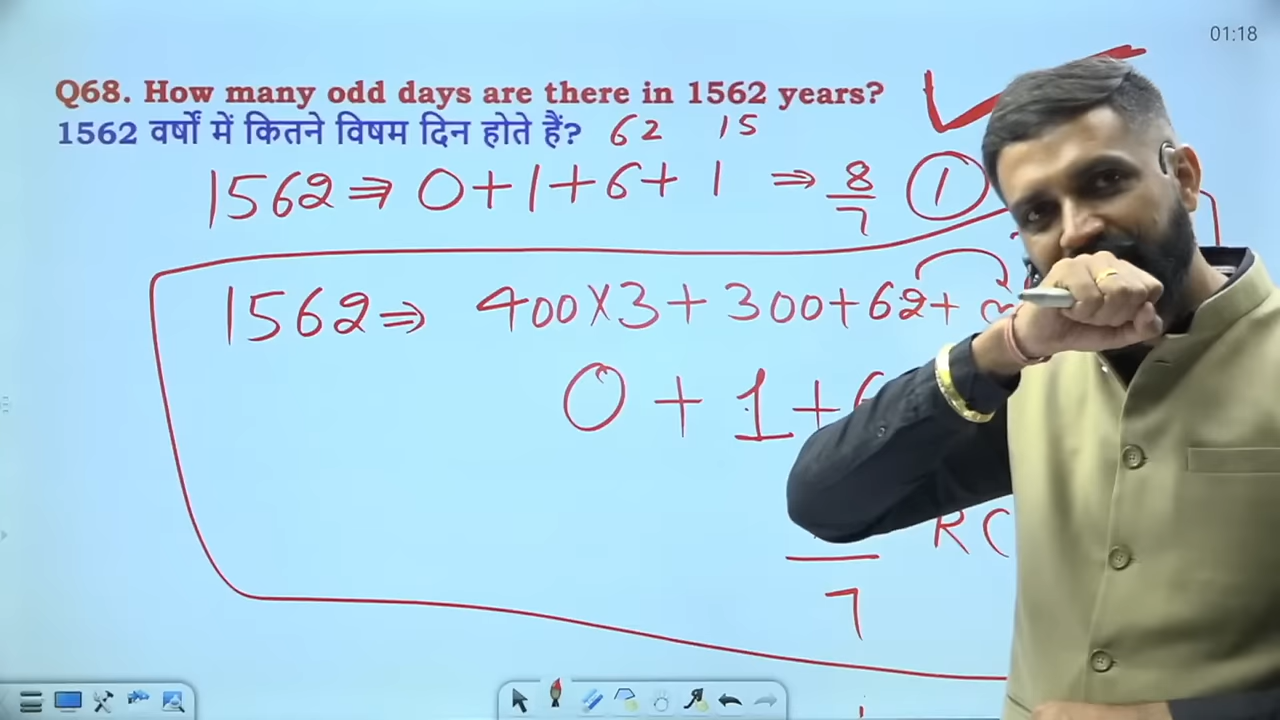 01:18
Q68. How many odd days are there in 1562 years?
1562 वर्षों में कितने विषम दिन होते हैं? 62 15
1562 ⇒ 0+1+6+1 ⇒ 8/7 1
1562 ⇒ 400×3+300+62+
0+1+6
RC
7